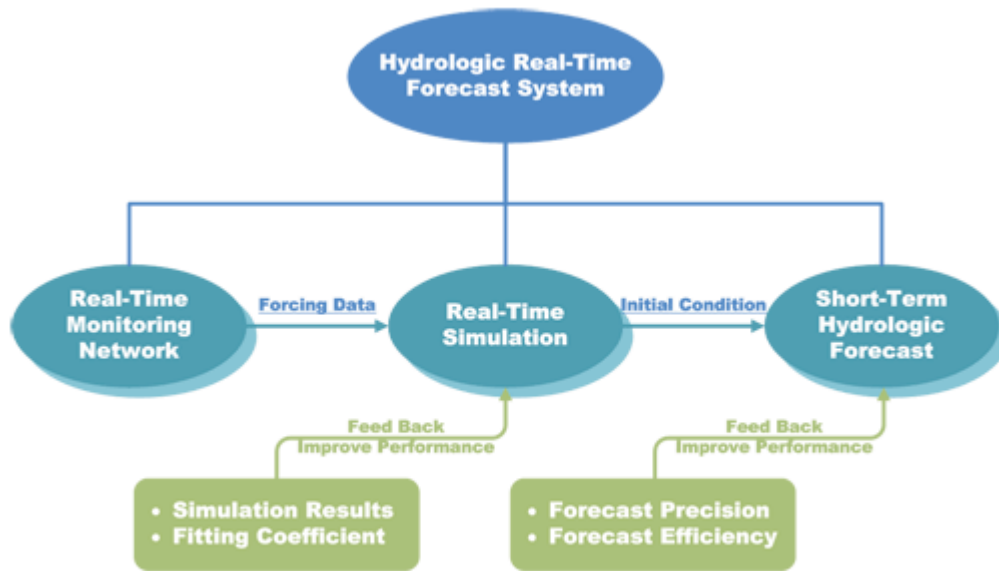 Hydrologic Real-Time
Forecast System
Real-Time
Monitoring
Network
Forcing Data
Real-Time
Simulation
Initial Condition
Short-Term
Hydrologic
Forecast
Feed Back
Improve Performance
Feed Back
Improve Performance
• Simulation Results
• Fitting Coefficient
• Forecast Precision
• Forecast Efficiency